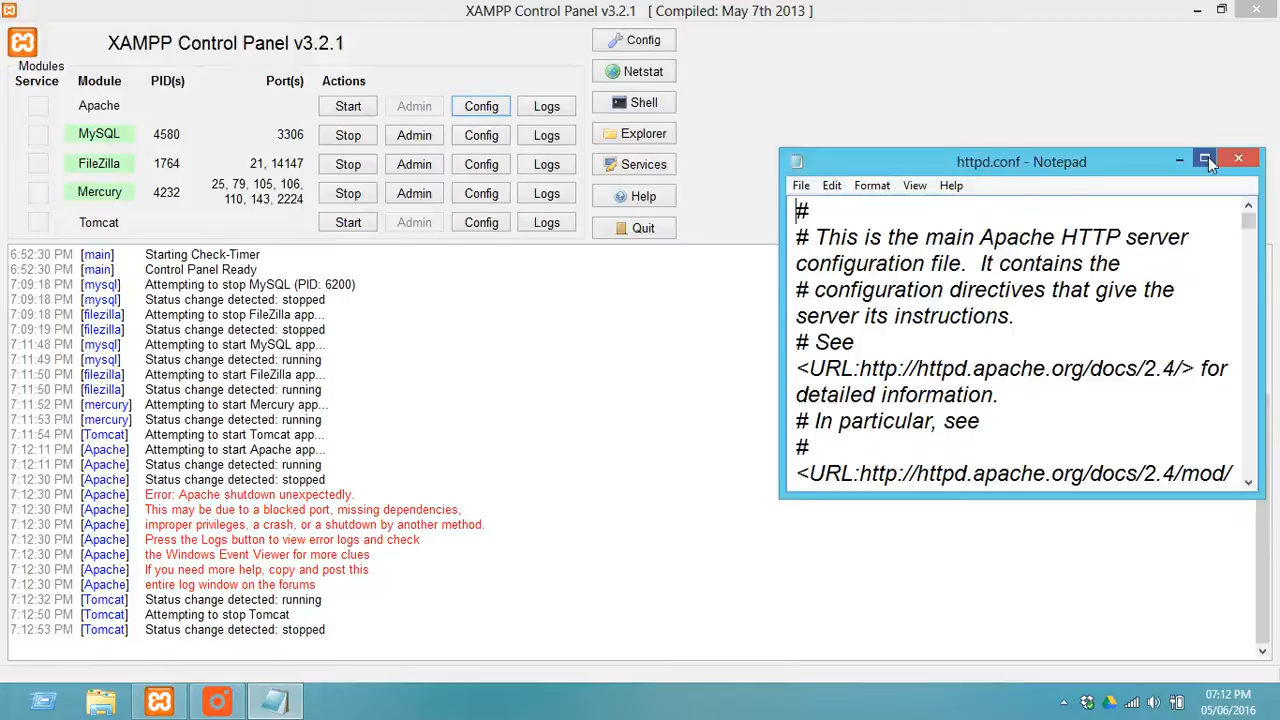 XAMPP Control Panel v3.2.1 [ Compiled: May 7th 2013 ]
XAMPP Control Panel v3.2.1
Config
Modules
Service Module PID(s) Port(s) Actions
Netstat
Apache Start Admin Config Logs
Shell
MySQL 4580 3306 Stop Admin Config Logs
Explorer
FileZilla 1764 21, 14147 Stop Admin Config Logs
Services
Mercury 4232 25, 79, 105, 106, 110, 143, 2224 Stop Admin Config Logs
Help
Tomcat Start Admin Config Logs
Quit
6:52:30 PM [main] Starting Check-Timer
6:52:30 PM [main] Control Panel Ready
7:09:18 PM [mysql] Attempting to stop MySQL (PID: 6200)
7:09:18 PM [mysql] Status change detected: stopped
7:09:18 PM [filezilla] Attempting to stop FileZilla app...
7:09:19 PM [filezilla] Status change detected: stopped
7:11:48 PM [mysql] Attempting to start MySQL app...
7:11:49 PM [mysql] Status change detected: running
7:11:50 PM [filezilla] Attempting to start FileZilla app...
7:11:50 PM [filezilla] Status change detected: running
7:11:52 PM [mercury] Attempting to start Mercury app...
7:11:53 PM [mercury] Status change detected: running
7:11:54 PM [Tomcat] Attempting to start Tomcat app...
7:12:11 PM [Apache] Attempting to start Apache app...
7:12:11 PM [Apache] Status change detected: running
7:12:30 PM [Apache] Status change detected: stopped
7:12:30 PM [Apache] Error: Apache shutdown unexpectedly.
7:12:30 PM [Apache] This may be due to a blocked port, missing dependencies,
7:12:30 PM [Apache] improper privileges, a crash, or a shutdown by another method.
7:12:30 PM [Apache] Press the Logs button to view error logs and check
7:12:30 PM [Apache] the Windows Event Viewer for more clues
7:12:30 PM [Apache] If you need more help, copy and post this
7:12:30 PM [Apache] entire log window on the forums
7:12:32 PM [Tomcat] Status change detected: running
7:12:50 PM [Tomcat] Attempting to stop Tomcat
7:12:53 PM [Tomcat] Status change detected: stopped
httpd.conf - Notepad
File Edit Format View Help
#
# This is the main Apache HTTP server
configuration file. It contains the
# configuration directives that give the
server its instructions.
# See
<URL:http://httpd.apache.org/docs/2.4/> for
detailed information.
# In particular, see
#
<URL:http://httpd.apache.org/docs/2.4/mod/
07:12 PM
05/06/2016